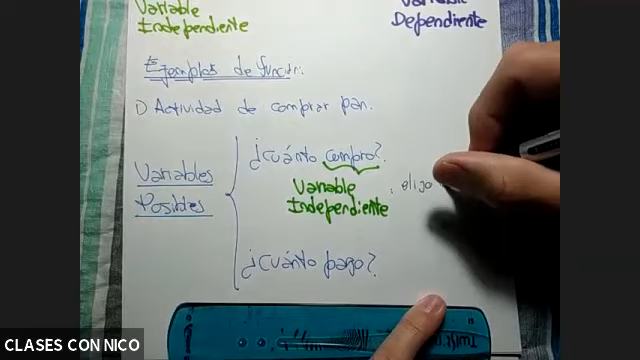 Variable
Independiente
Variable
Dependiente
Ejemplos de función:
1) Actividad de comprar pan.
Variables
Posibles
¿Cuánto compro?
Variable
Independiente
: elijo
¿Cuánto pago?
CLASES CON NICO